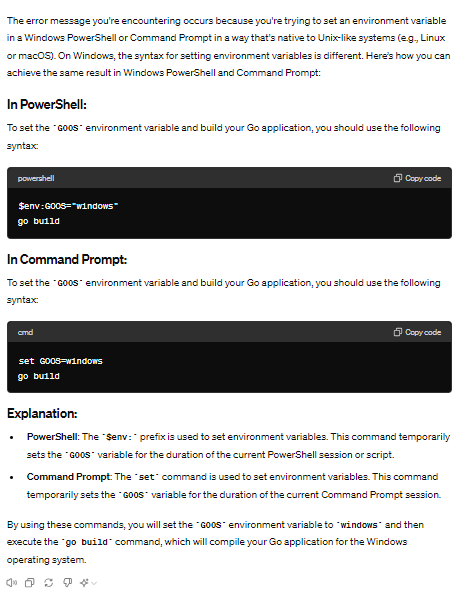 The error message you're encountering occurs because you're trying to set an environment variable
in a Windows PowerShell or Command Prompt in a way that's native to Unix-like systems (e.g., Linux
or macOS). On Windows, the syntax for setting environment variables is different. Here's how you can
achieve the same result in Windows PowerShell and Command Prompt:
In PowerShell:
To set the `GOOS` environment variable and build your Go application, you should use the following
syntax:
powershell Copy code
$env:GOOS="windows"
go build
In Command Prompt:
To set the `GOOS` environment variable and build your Go application, you should use the following
syntax:
cmd Copy code
set GOOS=windows
go build
Explanation:
• PowerShell: The `$env:` prefix is used to set environment variables. This command temporarily
sets the `GOOS` variable for the duration of the current PowerShell session or script.
• Command Prompt: The `set` command is used to set environment variables. This command
temporarily sets the `GOOS` variable for the duration of the current Command Prompt session.
By using these commands, you will set the `GOOS` environment variable to `windows` and then
execute the `go build` command, which will compile your Go application for the Windows
operating system.